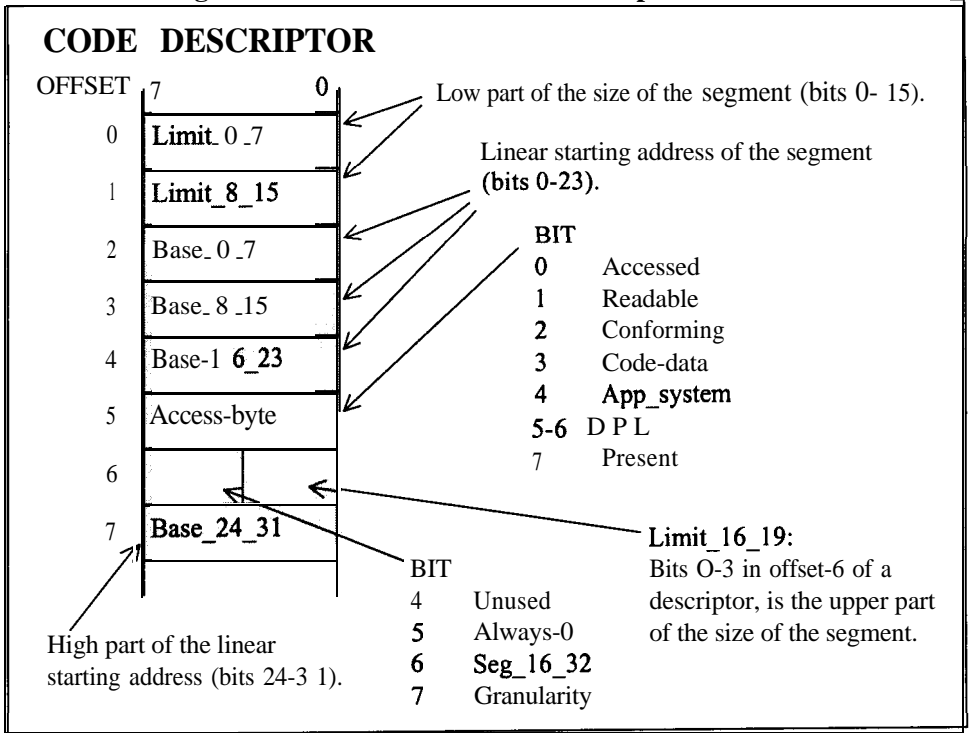 CODE DESCRIPTOR
OFFSET 7 0
0 Limit_0_7
1 Limit_8_15
2 Base_0_7
3 Base_8_15
4 Base-1 6_23
5 Access-byte
6
7 Base_24_31
Low part of the size of the segment (bits 0- 15).
Linear starting address of the segment
(bits 0-23).
BIT
0 Accessed
1 Readable
2 Conforming
3 Code-data
4 App_system
5-6 D P L
7 Present
Limit_16_19:
Bits O-3 in offset-6 of a
descriptor, is the upper part
of the size of the segment.
BIT
4 Unused
5 Always-0
6 Seg_16_32
7 Granularity
High part of the linear
starting address (bits 24-3 1).